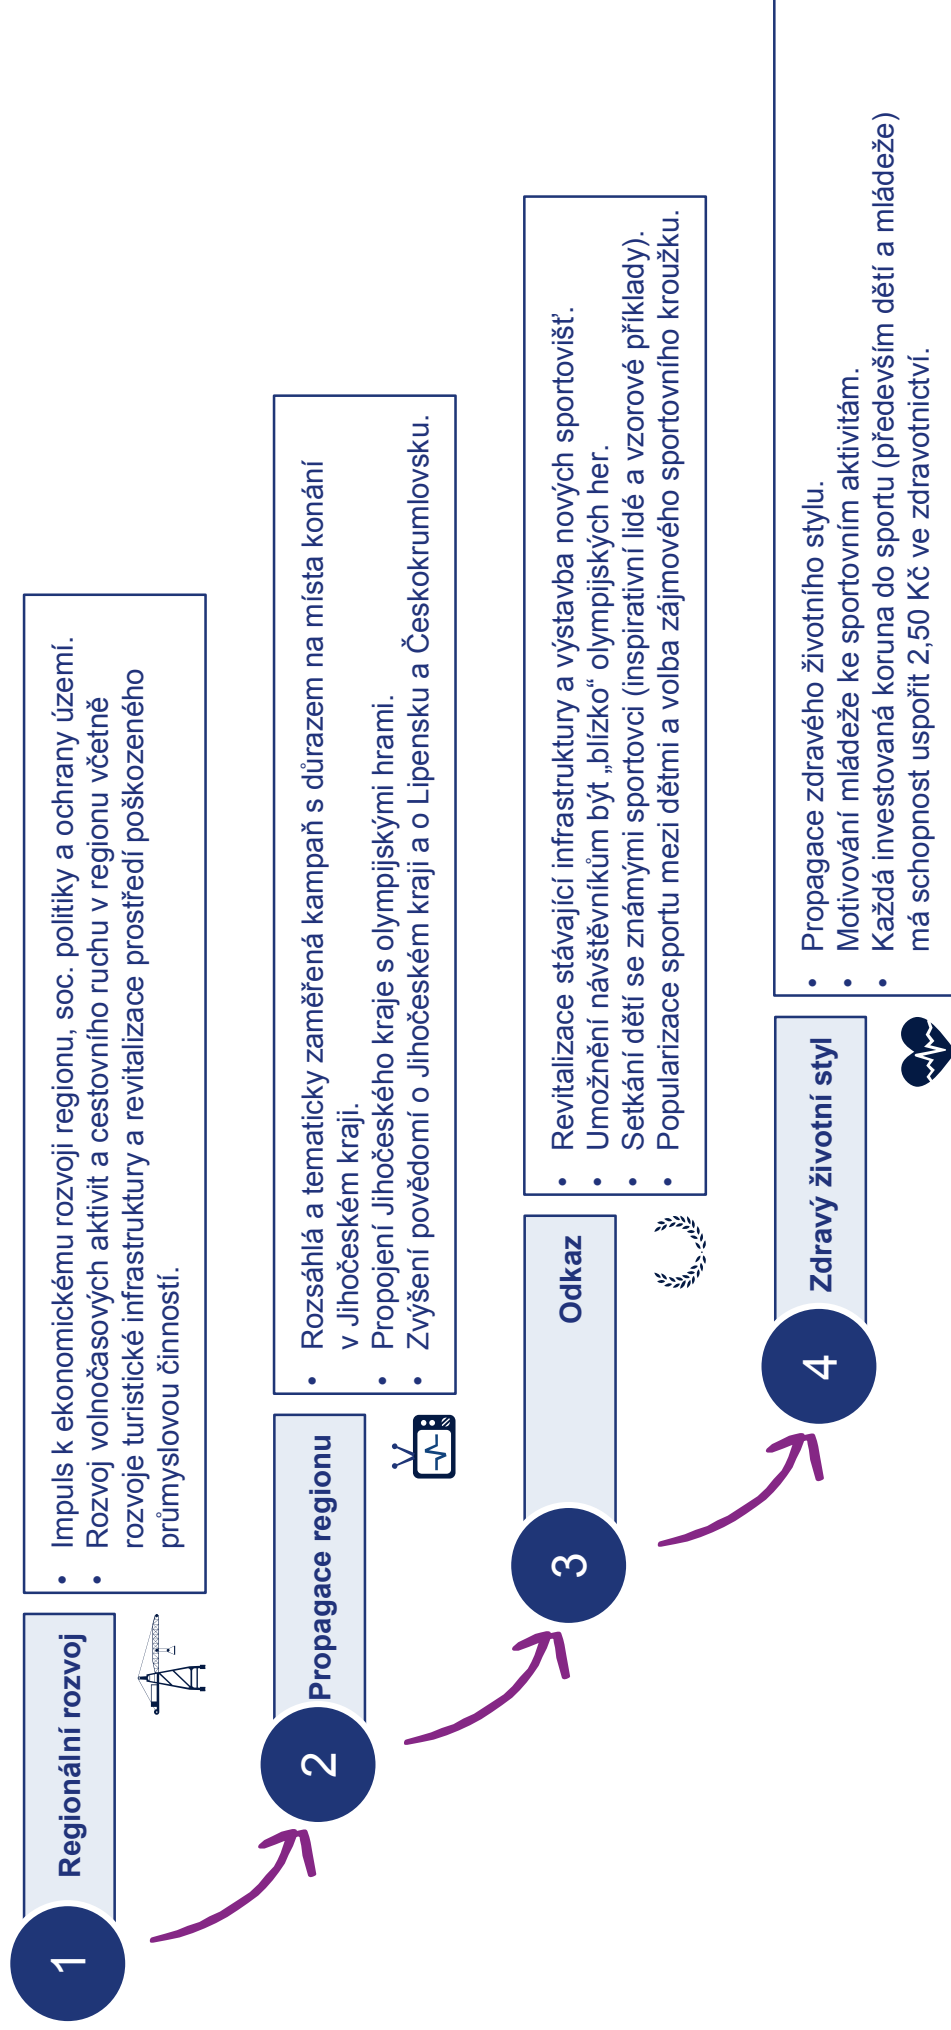 1
Regionální rozvoj
• Impuls k ekonomickému rozvoji regionu, soc. politiky a ochrany území.
• Rozvoj volnočasových aktivit a cestovního ruchu v regionu včetně
rozvoje turistické infrastruktury a revitalizace prostředí poškozeného
průmyslovou činností.
2
Propagace regionu
• Rozsáhlá a tematicky zaměřená kampaň s důrazem na místa konání
v Jihočeském kraji.
• Propojení Jihočeského kraje s olympijskými hrami.
• Zvýšení povědomí o Jihočeském kraji a o Lipensku a Českokrumlovsku.
3
Odkaz
• Revitalizace stávající infrastruktury a výstavba nových sportovišť.
• Umožnění návštěvníkům být „blízko“ olympijských her.
• Setkání dětí se známými sportovci (inspirativní lidé a vzorové příklady).
• Popularizace sportu mezi dětmi a volba zájmového sportovního kroužku.
4
Zdravý životní styl
• Propagace zdravého životního stylu.
• Motivování mládeže ke sportovním aktivitám.
• Každá investovaná koruna do sportu (především dětí a mládeže)
má schopnost uspořit 2,50 Kč ve zdravotnictví.